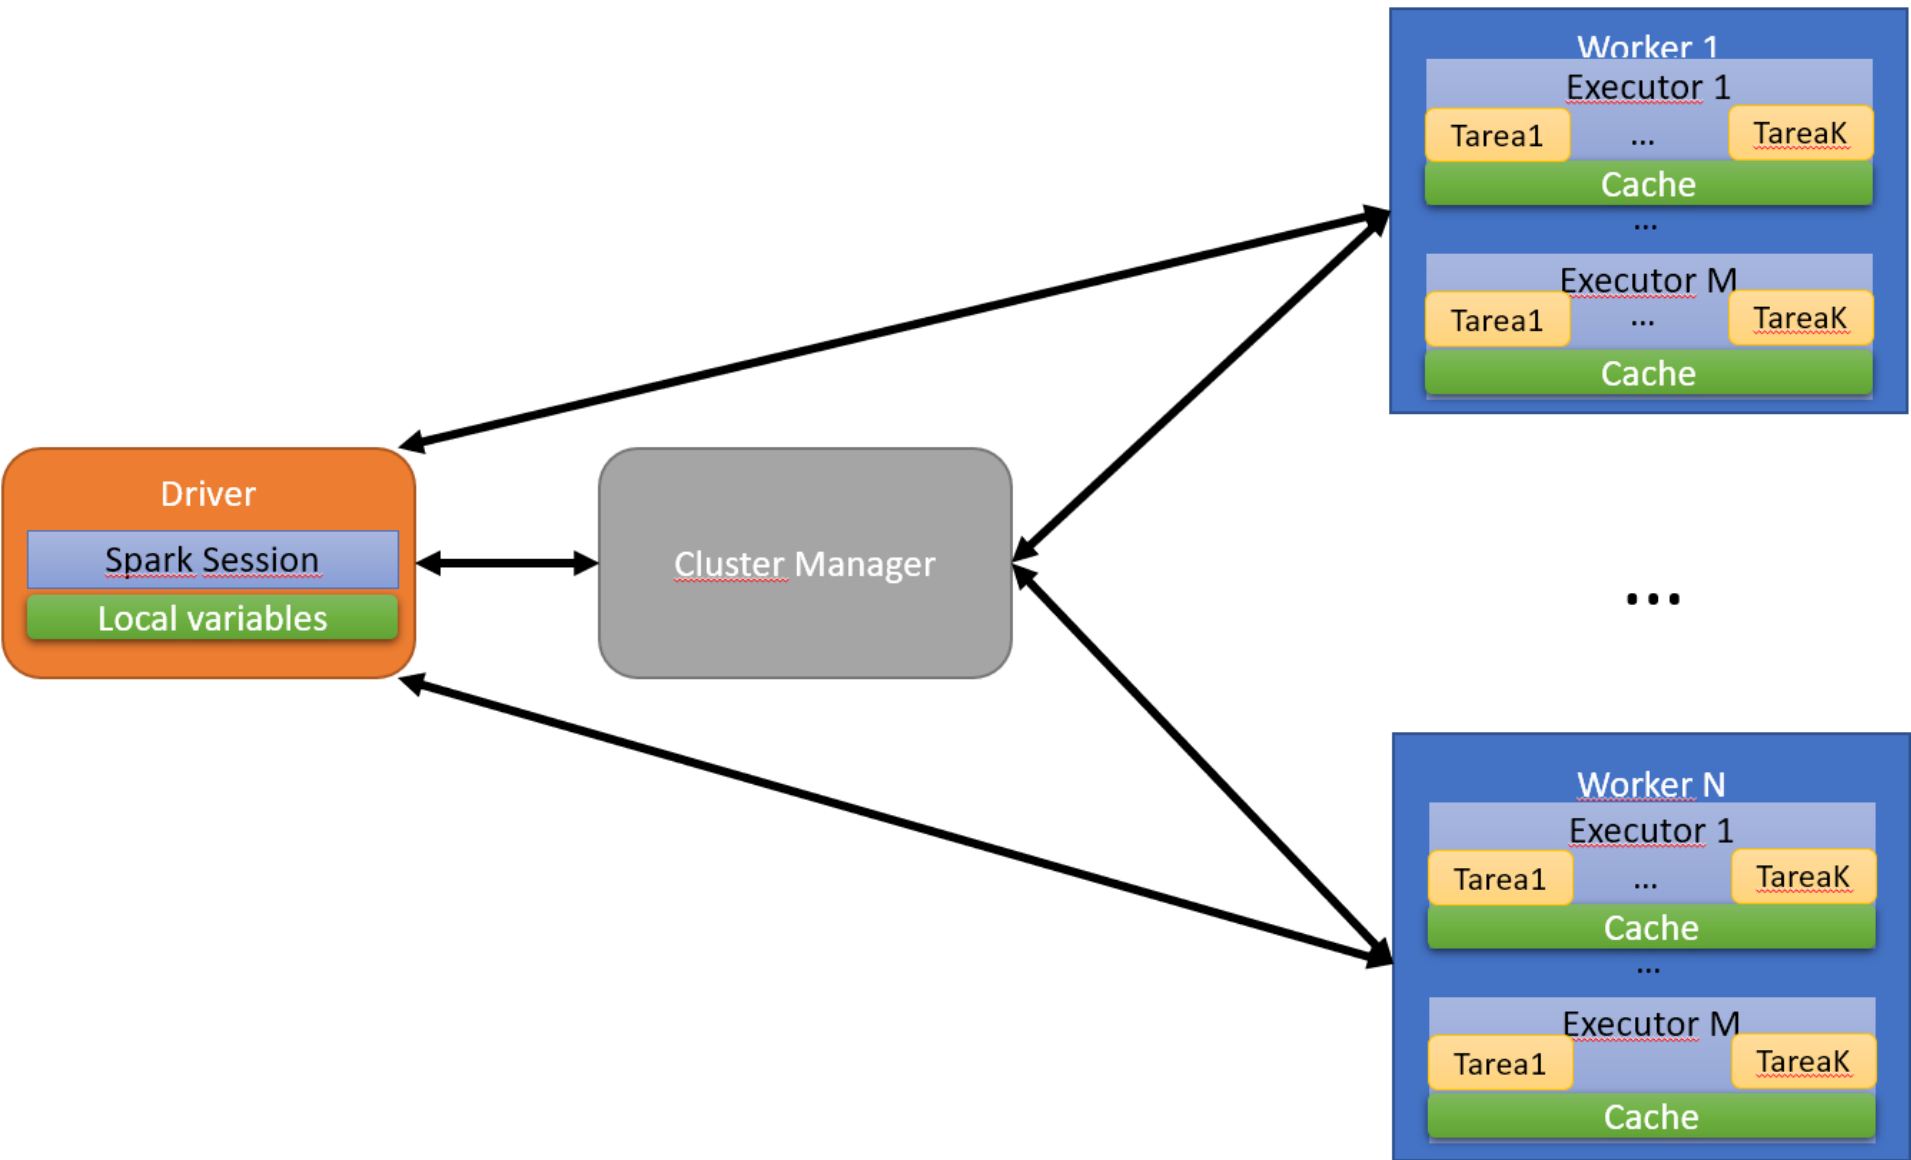 Worker 1
Executor 1
Tarea1
...
TareaK
Cache
...
Executor M
Tarea1
...
TareaK
Cache
Driver
Spark Session
Local variables
Cluster Manager
...
Worker N
Executor 1
Tarea1
...
TareaK
Cache
...
Executor M
Tarea1
TareaK
Cache